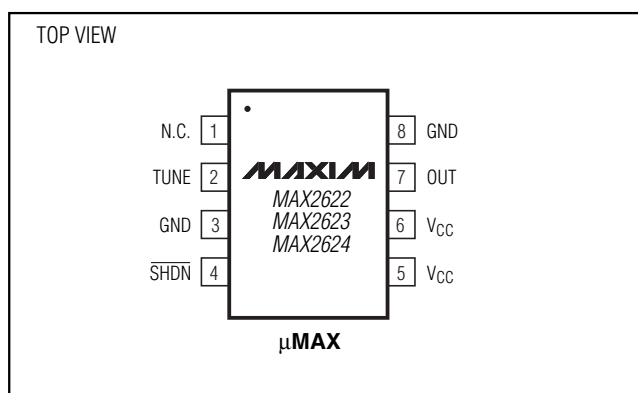 TOP VIEW
N.C. 1 8 GND
TUNE 2 MAXIM 7 OUT
MAX2622
GND 3 MAX2623 6 VCC
MAX2624
SHDN 4 5 VCC
µMAX